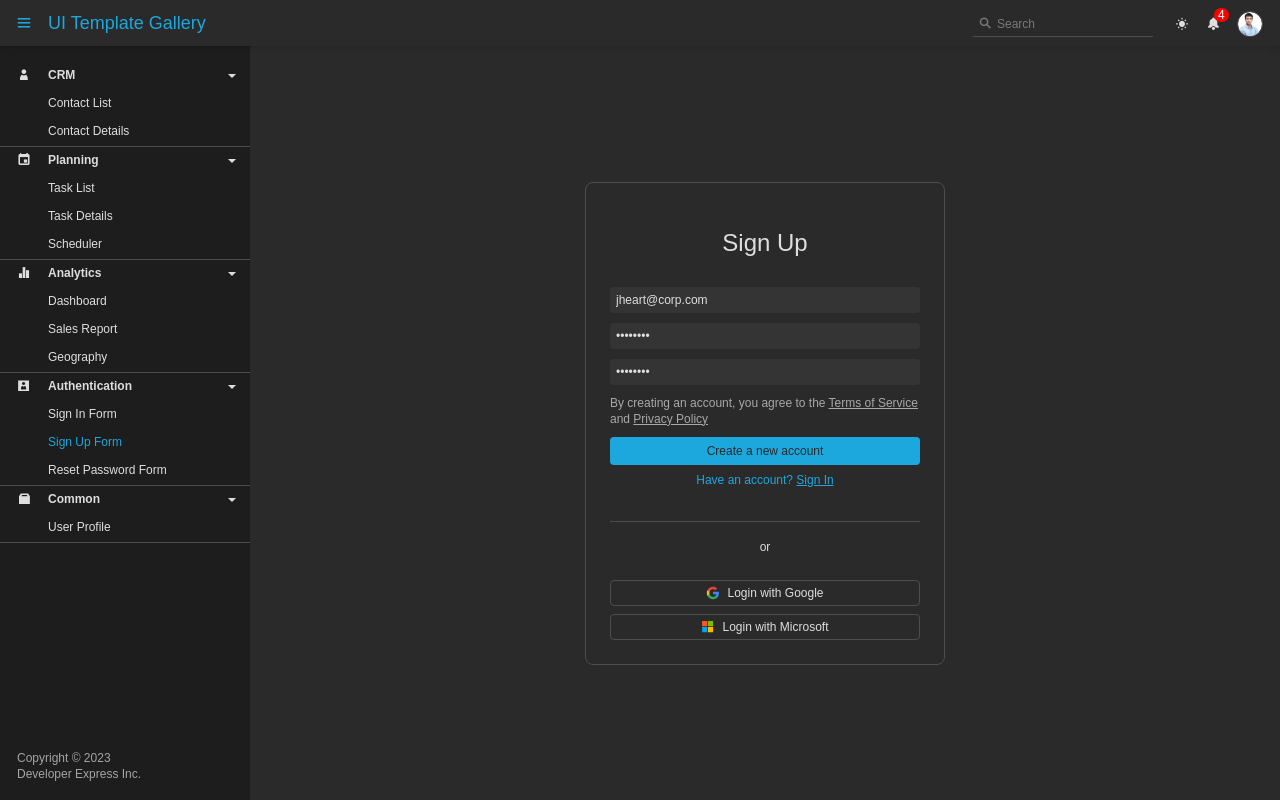 UI Template Gallery
Search
4
CRM
Contact List
Contact Details
Planning
Task List
Task Details
Scheduler
Analytics
Dashboard
Sales Report
Geography
Authentication
Sign In Form
Sign Up Form
Reset Password Form
Common
User Profile
Copyright © 2023
Developer Express Inc.
Sign Up
jheart@corp.com
••••••••
••••••••
By creating an account, you agree to the Terms of Service
and Privacy Policy
Create a new account
Have an account? Sign In
or
Login with Google
Login with Microsoft